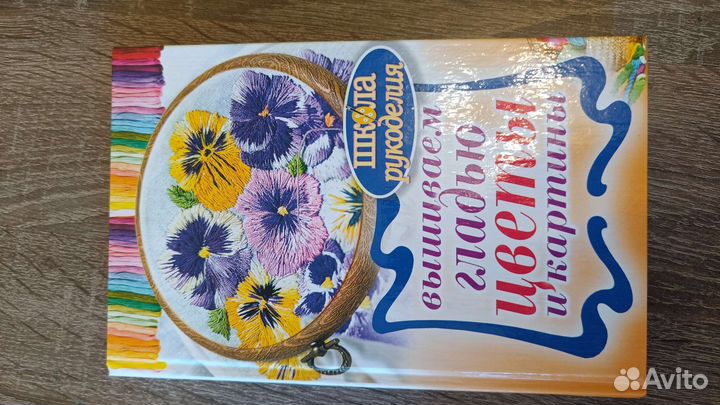 ШКОЛА
рукоделия
вышиваем
гладью
цветы
и картины
Avito